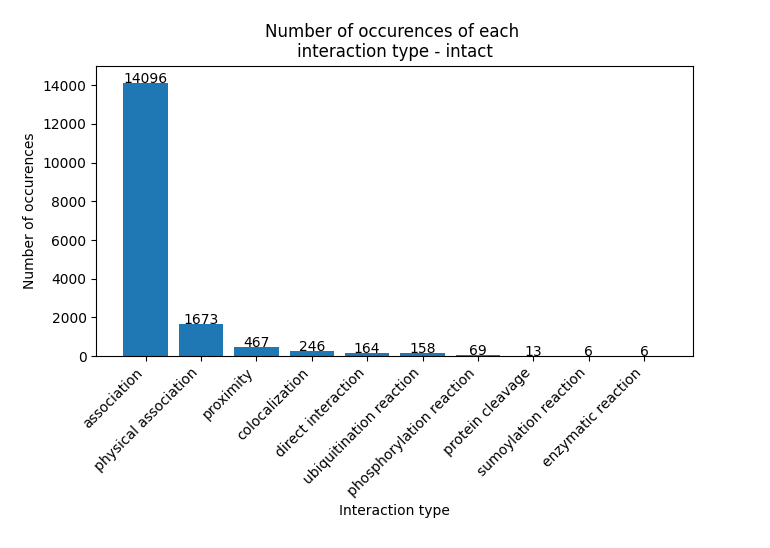 Number of occurences of each
interaction type - intact
Number of occurences
14000
12000
10000
8000
6000
4000
2000
0
14096
1673
467
246
164
158
69
13
6
6
association
physical association
proximity
colocalization
direct interaction
ubiquitination reaction
phosphorylation reaction
protein cleavage
sumoylation reaction
enzymatic reaction
Interaction type